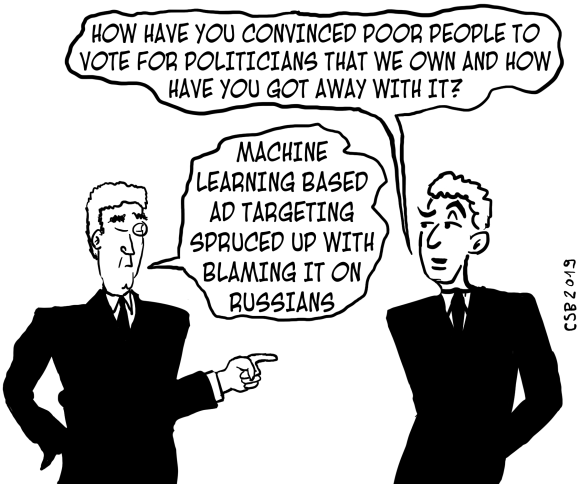 HOW HAVE YOU CONVINCED POOR PEOPLE TO
VOTE FOR POLITICIANS THAT WE OWN AND HOW
HAVE YOU GOT AWAY WITH IT?
MACHINE
LEARNING BASED
AD TARGETING
SPRUCED UP WITH
BLAMING IT ON
RUSSIANS
CSB 2019